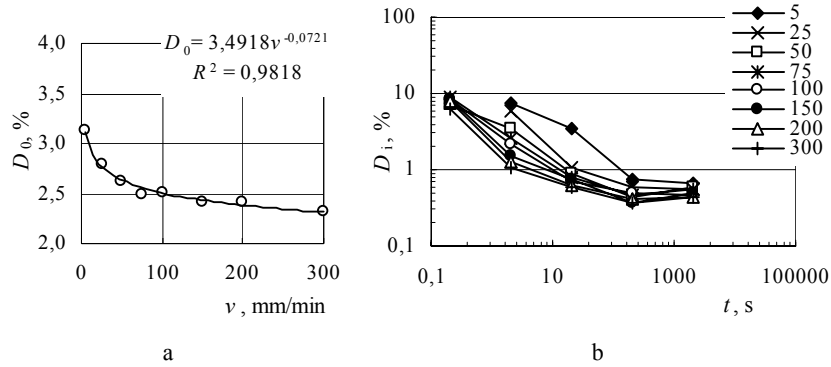 D₀ = 3,4918v⁻⁰,⁰⁷²¹
R² = 0,9818
4,0
3,5
3,0
2,5
2,0
D₀, %
0 100 200 300
v , mm/min
a
100
10
1
0,1
D i, %
0,1 10 1000 100000
t , s
5
25
50
75
100
150
200
300
b